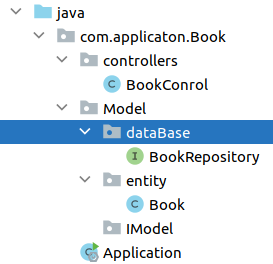 java
com.applicaton.Book
controllers
C BookConrol
Model
dataBase
I BookRepository
entity
C Book
IModel
C Application